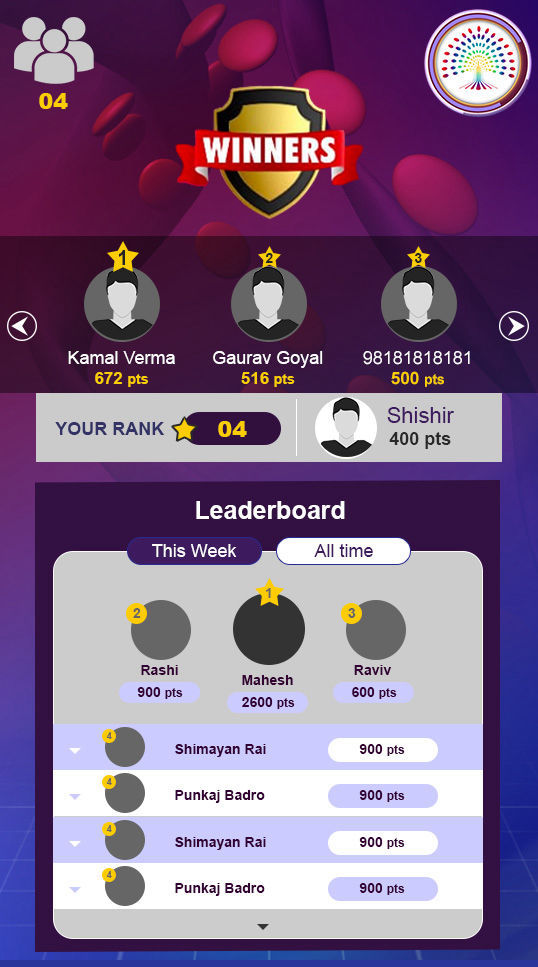 04
WINNERS
1
2
3
Kamal Verma
Gaurav Goyal
98181818181
672 pts
516 pts
500 pts
YOUR RANK
04
Shishir
400 pts
Leaderboard
This Week
All time
2
1
3
Rashi
Mahesh
Raviv
900 pts
2600 pts
600 pts
4
Shimayan Rai
900 pts
4
Punkaj Badro
900 pts
4
Shimayan Rai
900 pts
4
Punkaj Badro
900 pts